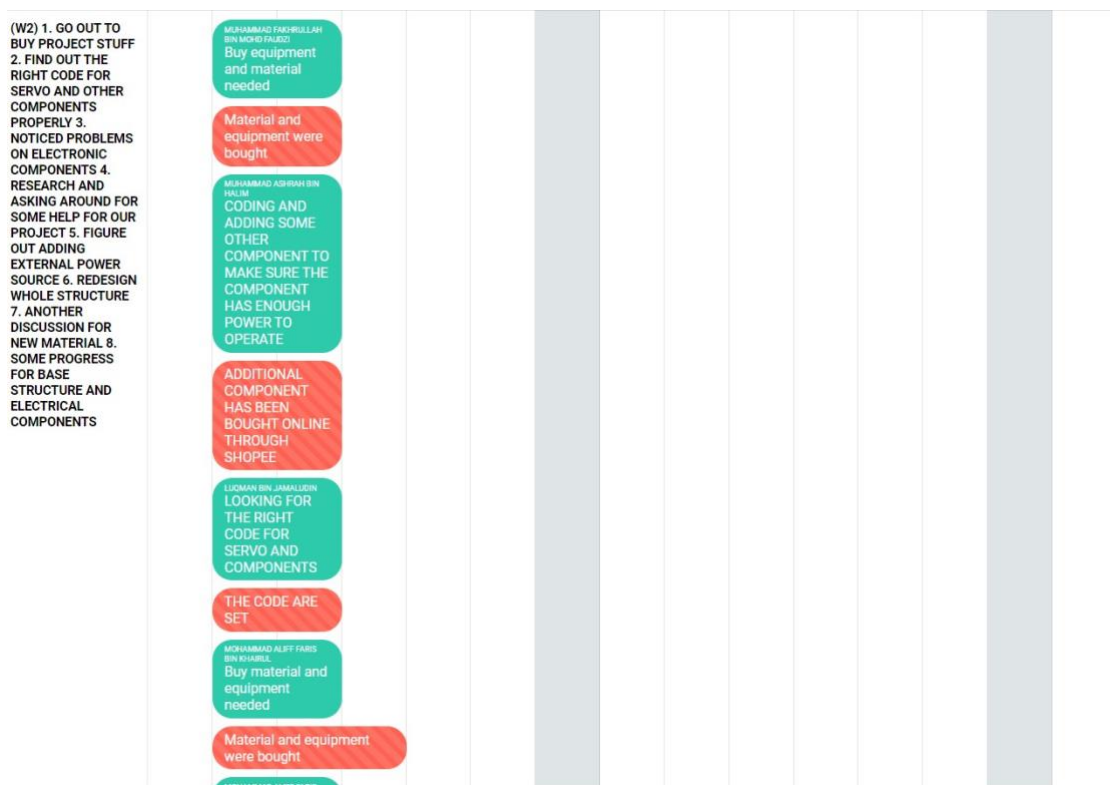 (W2) 1. GO OUT TO
BUY PROJECT STUFF
2. FIND OUT THE
RIGHT CODE FOR
SERVO AND OTHER
COMPONENTS
PROPERLY 3.
NOTICED PROBLEMS
ON ELECTRONIC
COMPONENTS 4.
RESEARCH AND
ASKING AROUND FOR
SOME HELP FOR OUR
PROJECT 5. FIGURE
OUT ADDING
EXTERNAL POWER
SOURCE 6. REDESIGN
WHOLE STRUCTURE
7. ANOTHER
DISCUSSION FOR
NEW MATERIAL 8.
SOME PROGRESS
FOR BASE
STRUCTURE AND
ELECTRICAL
COMPONENTS
MUHAMMAD FAKHRULLAH
BIN MOHD FAUDZI
Buy equipment
and material
needed
Material and
equipment were
bought
MUHAMMAD ASHRAH BIN
HALIM
CODING AND
ADDING SOME
OTHER
COMPONENT TO
MAKE SURE THE
COMPONENT
HAS ENOUGH
POWER TO
OPERATE
ADDITIONAL
COMPONENT
HAS BEEN
BOUGHT ONLINE
THROUGH
SHOPEE
LUQMAN BIN JAMALUDIN
LOOKING FOR
THE RIGHT
CODE FOR
SERVO AND
COMPONENTS
THE CODE ARE
SET
MOHAMMAD ALIFF FARIS
BIN KHAIRUL
Buy material and
equipment
needed
Material and equipment
were bought